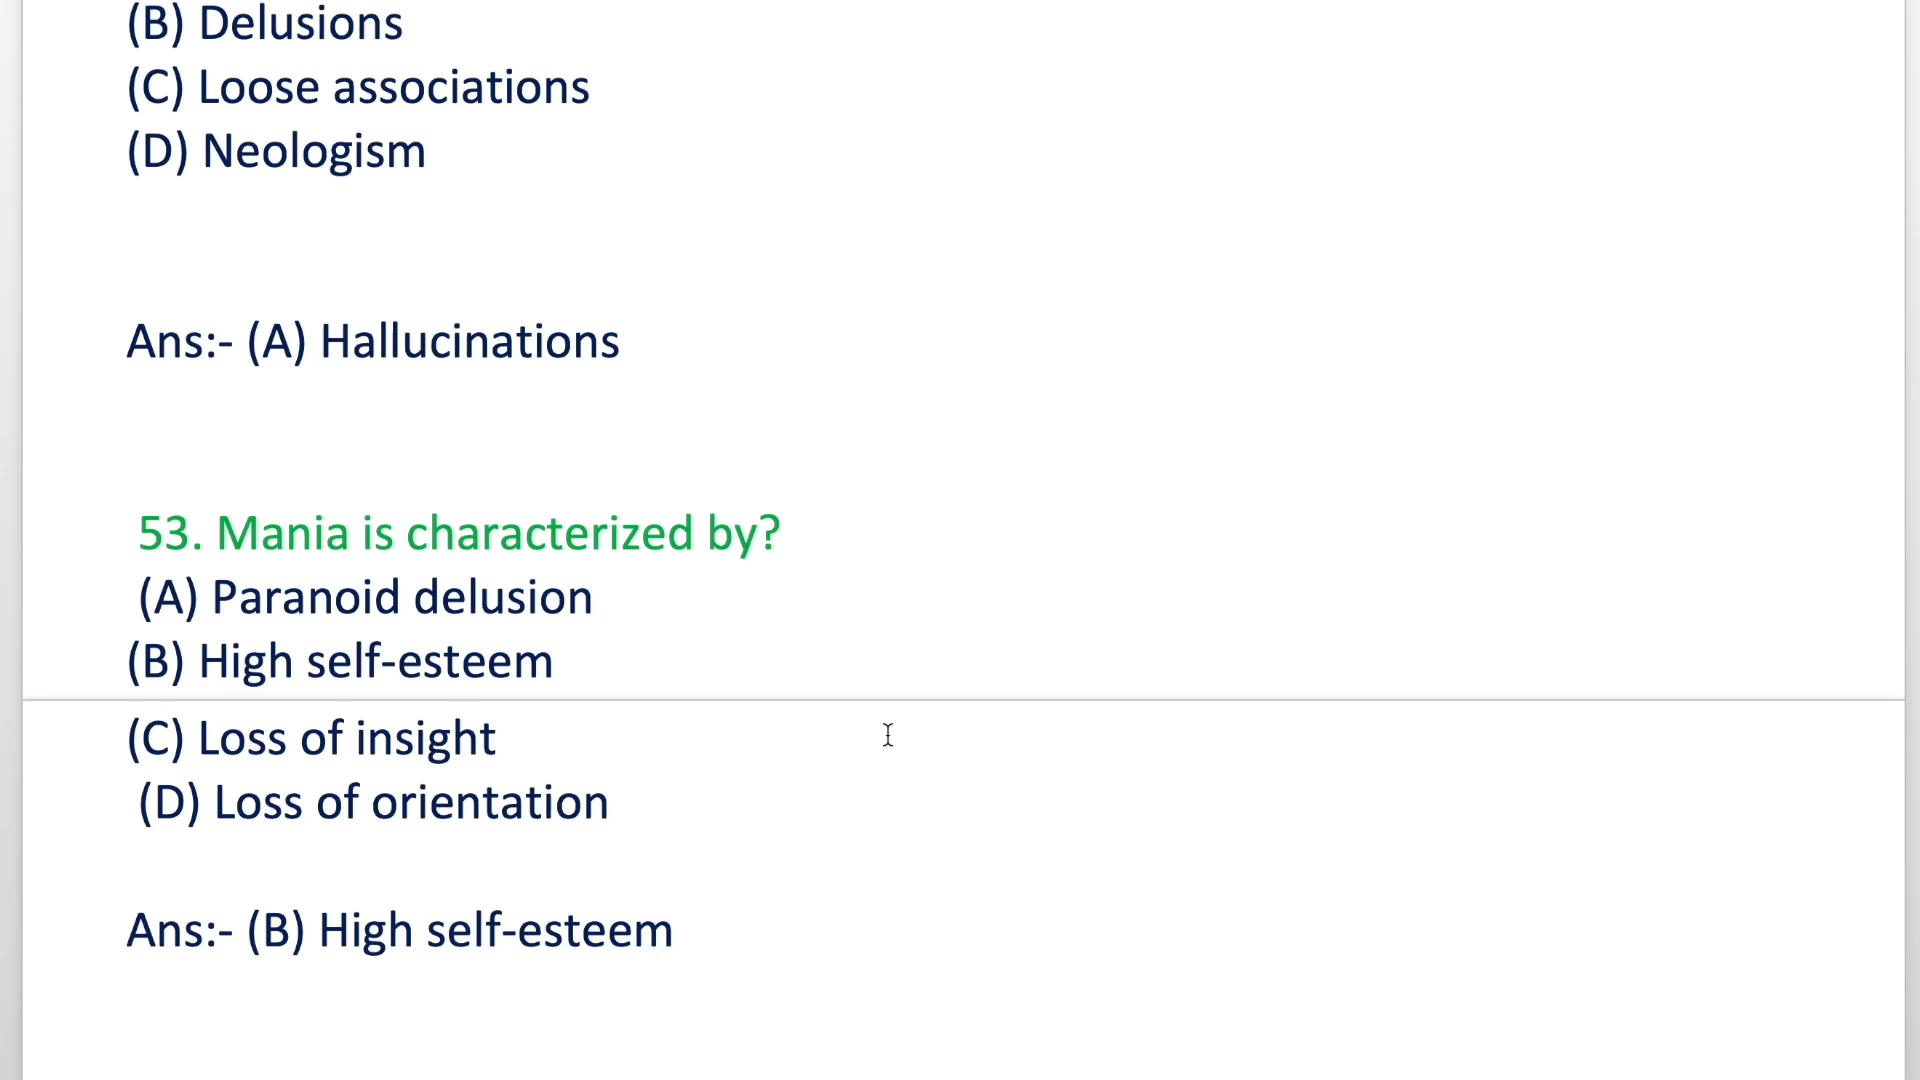 (B) Delusions
(C) Loose associations
(D) Neologism
Ans:- (A) Hallucinations
53. Mania is characterized by?
(A) Paranoid delusion
(B) High self-esteem
(C) Loss of insight
(D) Loss of orientation
Ans:- (B) High self-esteem